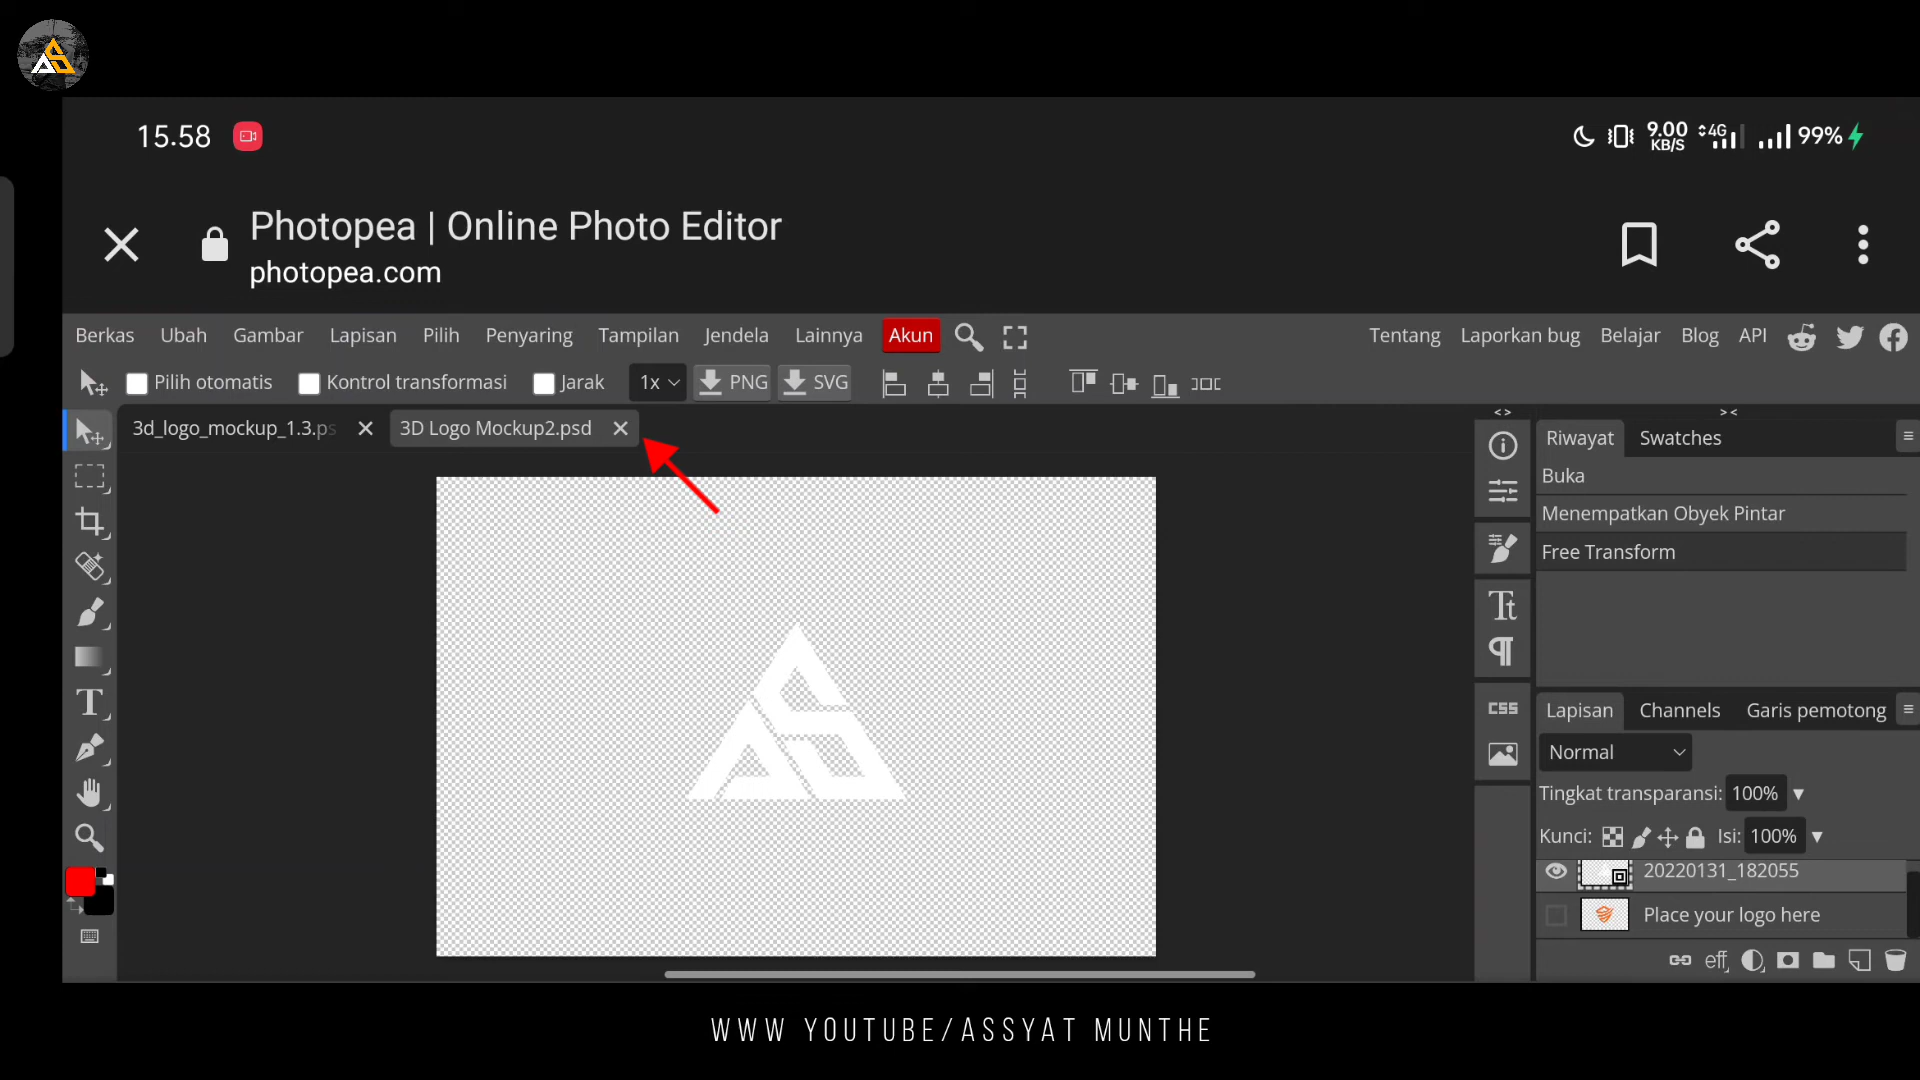 15.58
9.00 KB/S 4G 99%
Photopea | Online Photo Editor
photopea.com
Berkas Ubah Gambar Lapisan Pilih Penyaring Tampilan Jendela Lainnya Akun Tentang Laporkan bug Belajar Blog API
Pilih otomatis Kontrol transformasi Jarak 1x PNG SVG
3d_logo_mockup_1.3.ps 3D Logo Mockup2.psd
Riwayat Swatches
Buka
Menempatkan Obyek Pintar
Free Transform
CSS
Lapisan Channels Garis pemotong
Normal
Tingkat transparansi: 100%
Kunci: Isi: 100%
20220131_182055
Place your logo here
eff
WWW YOUTUBE/ASSYAT MUNTHE